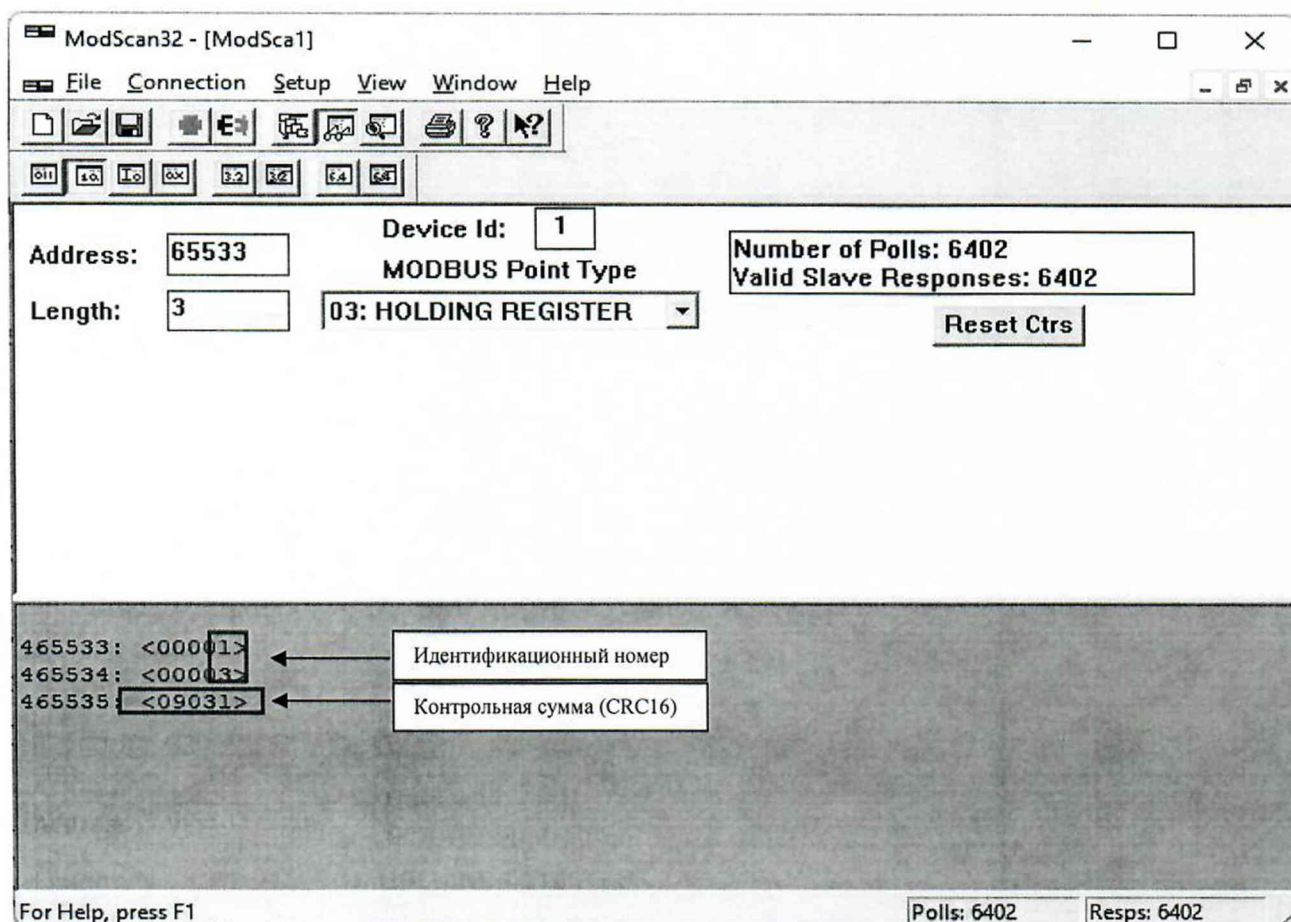 ModScan32 - [ModSca1]
File Connection Setup View Window Help
Address: 65533
Device Id: 1
Length: 3
MODBUS Point Type
03: HOLDING REGISTER
Number of Polls: 6402
Valid Slave Responses: 6402
Reset Ctrs
465533: <00001>
465534: <00003>
465535: <09031>
Идентификационный номер
Контрольная сумма (CRC16)
For Help, press F1
Polls: 6402
Resps: 6402